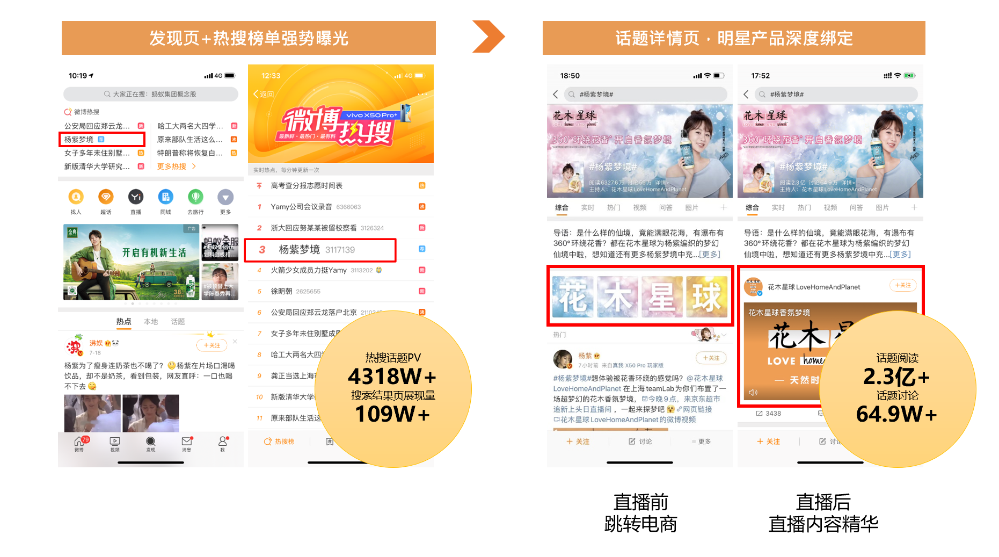 发现页+热搜榜单强势曝光
10:19
4G
大家正在搜：蚂蚁集团概念股
微博热搜
公安局回应郑云龙... 新
哈工大两名大四学... 新
杨紫梦境 荐
原来部队生活这么... 沸
女子多年未住别墅... 热
特朗普称将恢复白... 热
新版清华大学研究... 新
更多热搜
找人
超话
直播
同城
去旅行
更多
金典
广告
开启有机新生活
热点
本地
话题
沸娱
7-18
+关注
杨紫为了瘦身连奶茶也不喝了？杨紫在片场口渴喝
饮品，却不是奶茶，看到包装，网友直呼：一口也喝
不下去
79
微博
视频
发现
消息
我
12:33
4G
返回
微博热搜
vivo X50 Pro+
最新鲜·最热门·最有料
实时热点，每分钟更新一次
高考查分报志愿时间表 热
1 Yamy公司会议录音 6366063 沸
2 浙大回应努某某被留校察看 3126324 新
3 杨紫梦境 3117139 荐
4 火箭少女成员力挺Yamy 3113202 新
5 徐明朝 2625655 新
6 公安局回应郑云龙落户北京 沸
7 女子多年未住别墅成
8 哈工大两名大四
9 龚正当选上海
10 新版清华大学
11 原来部队生活这
热搜榜
热搜话题PV
4318W+
搜索结果页展现量
109W+
话题详情页，明星产品深度绑定
18:50
#杨紫梦境#
花木星球
LOVE home AND planet
360°环绕花香 开启香氛梦境
#杨紫梦境#
阅读6327.6万 讨论56万 详情>
主持人：花木星球LoveHomeAndPlanet
综合 实时 热门 视频 问答 图片
导语：是什么样的仙境，竟能满眼花海，有瀑布有
360°环绕花香？都在花木星球为杨紫编织的梦幻
仙境中啦，想知道还有更多杨紫梦境中充...[更多]
花木星球
热门
杨紫
7小时前 来自真我 X50 Pro 玩家版
+关注
#杨紫梦境#想体验被花香环绕的感觉吗？@花木星球
LoveHomeAndPlanet 在上海teamLab为你们布置了一
场超梦幻的花木香氛梦境，今晚9点，来京东超市
追新上头日直播间，一起来探梦吧 网页链接
花木星球LoveHomeAndPlanet的微博视频
+ 关注
讨论
更多
17:52
#杨紫梦境#
花木星球
LOVE home AND planet
360°环绕花香 开启香氛梦境
#杨紫梦境#
阅读2.3亿 讨论64.9万 详情>
主持人：花木星球LoveHomeAndPlanet
综合 实时 热门 视频 问答 图片
导语：是什么样的仙境，竟能满眼花海，有瀑布有
360°环绕花香？都在花木星球为杨紫编织的梦幻
仙境中啦，想知道还有更多杨紫梦境中充...[更多]
花木星球LoveHomeAndPlanet
+关注
花木星球香氛梦境
花木
LOVE home
— 天然时
3438
+ 关注
话题阅读
2.3亿+
话题讨论
64.9W+
直播前
跳转电商
直播后
直播内容精华